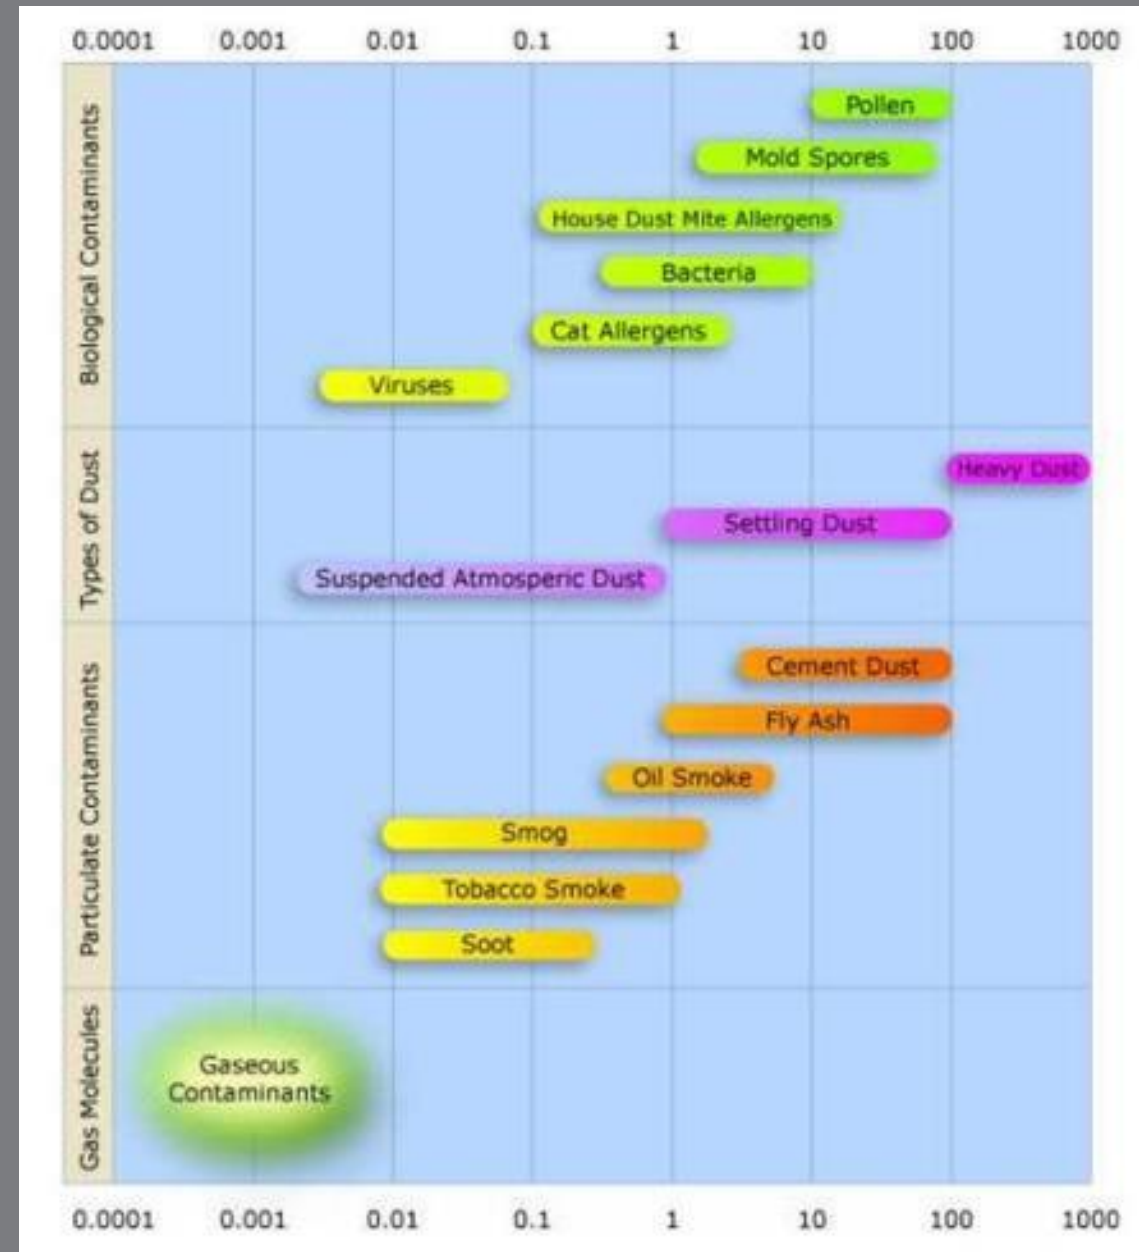 0.0001 0.001 0.01 0.1 1 10 100 1000
Biological Contaminants
Pollen
Mold Spores
House Dust Mite Allergens
Bacteria
Cat Allergens
Viruses
Types of Dust
Heavy Dust
Settling Dust
Suspended Atmosperic Dust
Particulate Contaminants
Cement Dust
Fly Ash
Oil Smoke
Smog
Tobacco Smoke
Soot
Gas Molecules
Gaseous
Contaminants
0.0001 0.001 0.01 0.1 1 10 100 1000